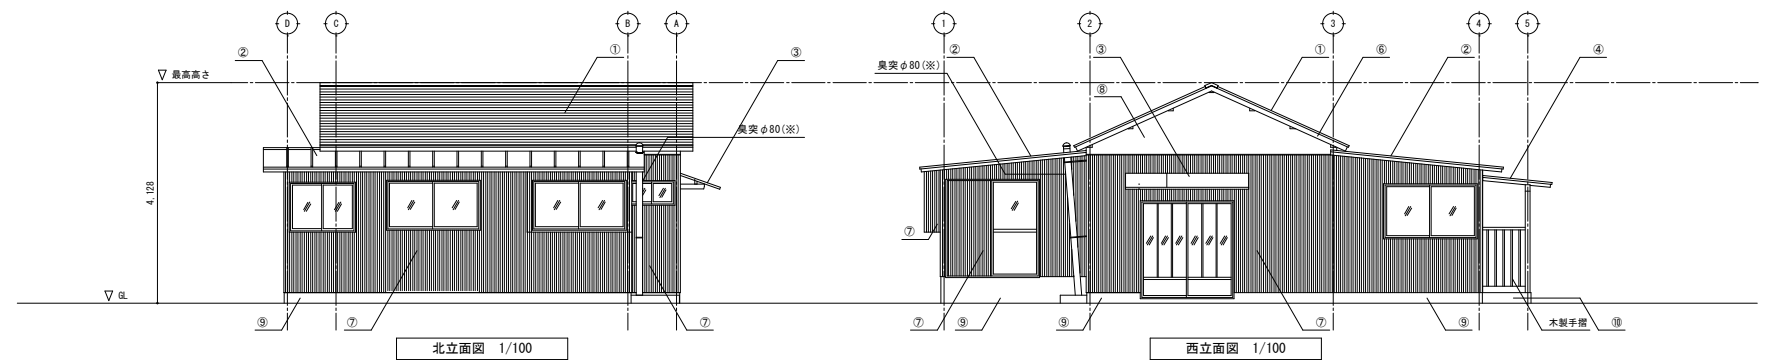 D C B A 1 2 3 4 5
② ① ③ ② ③ ① ⑥ ② ④
▽ 最高高さ
臭突φ80(※)
⑧
臭突φ80(※)
4,128
⑦
▽ GL
⑨ ⑦ ⑦ ⑦ ⑨ ⑨ ⑦ ⑨ 木製手摺 ⑩
北立面図 1/100
西立面図 1/100